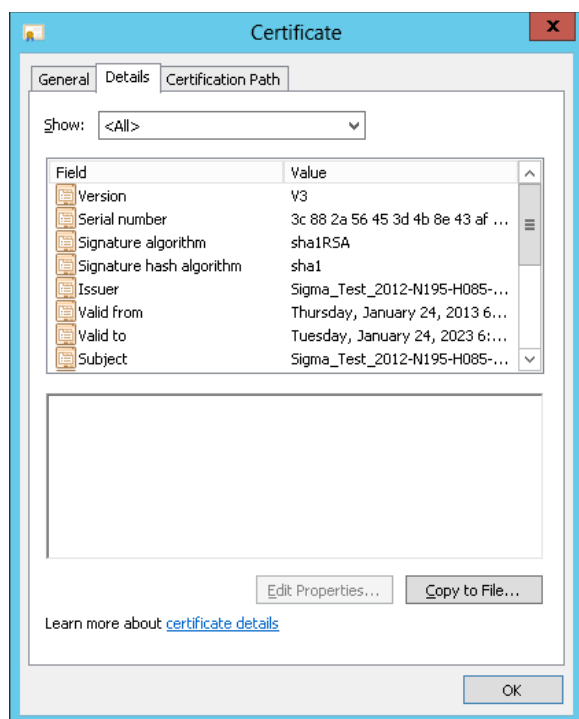 Certificate
x
General Details Certification Path
Show: <All>
Field Value
Version V3
Serial number 3c 88 2a 56 45 3d 4b 8e 43 af ...
Signature algorithm sha1RSA
Signature hash algorithm sha1
Issuer Sigma_Test_2012-N195-H085-...
Valid from Thursday, January 24, 2013 6...
Valid to Tuesday, January 24, 2023 6:...
Subject Sigma_Test_2012-N195-H085-...
Edit Properties... Copy to File...
Learn more about certificate details
OK